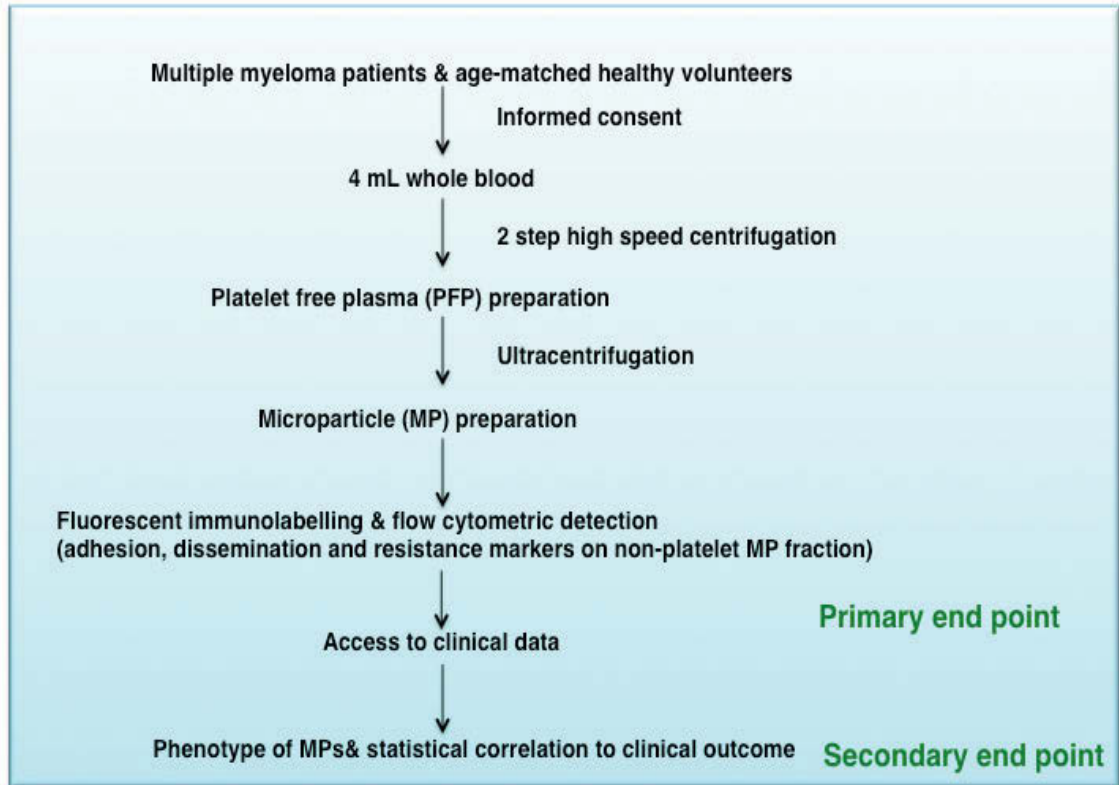 Multiple myeloma patients & age-matched healthy volunteers
Informed consent
4 mL whole blood
2 step high speed centrifugation
Platelet free plasma (PFP) preparation
Ultracentrifugation
Microparticle (MP) preparation
Fluorescent immunolabelling & flow cytometric detection
(adhesion, dissemination and resistance markers on non-platelet MP fraction)
Primary end point
Access to clinical data
Phenotype of MPs& statistical correlation to clinical outcome
Secondary end point